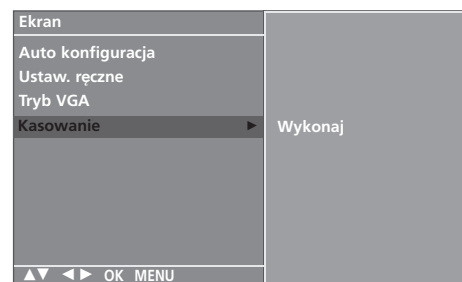 Ekran
Auto konfiguracja
Ustaw. ręczne
Tryb VGA
Kasowanie ►
Wykonaj
▲▼ ◄► OK MENU